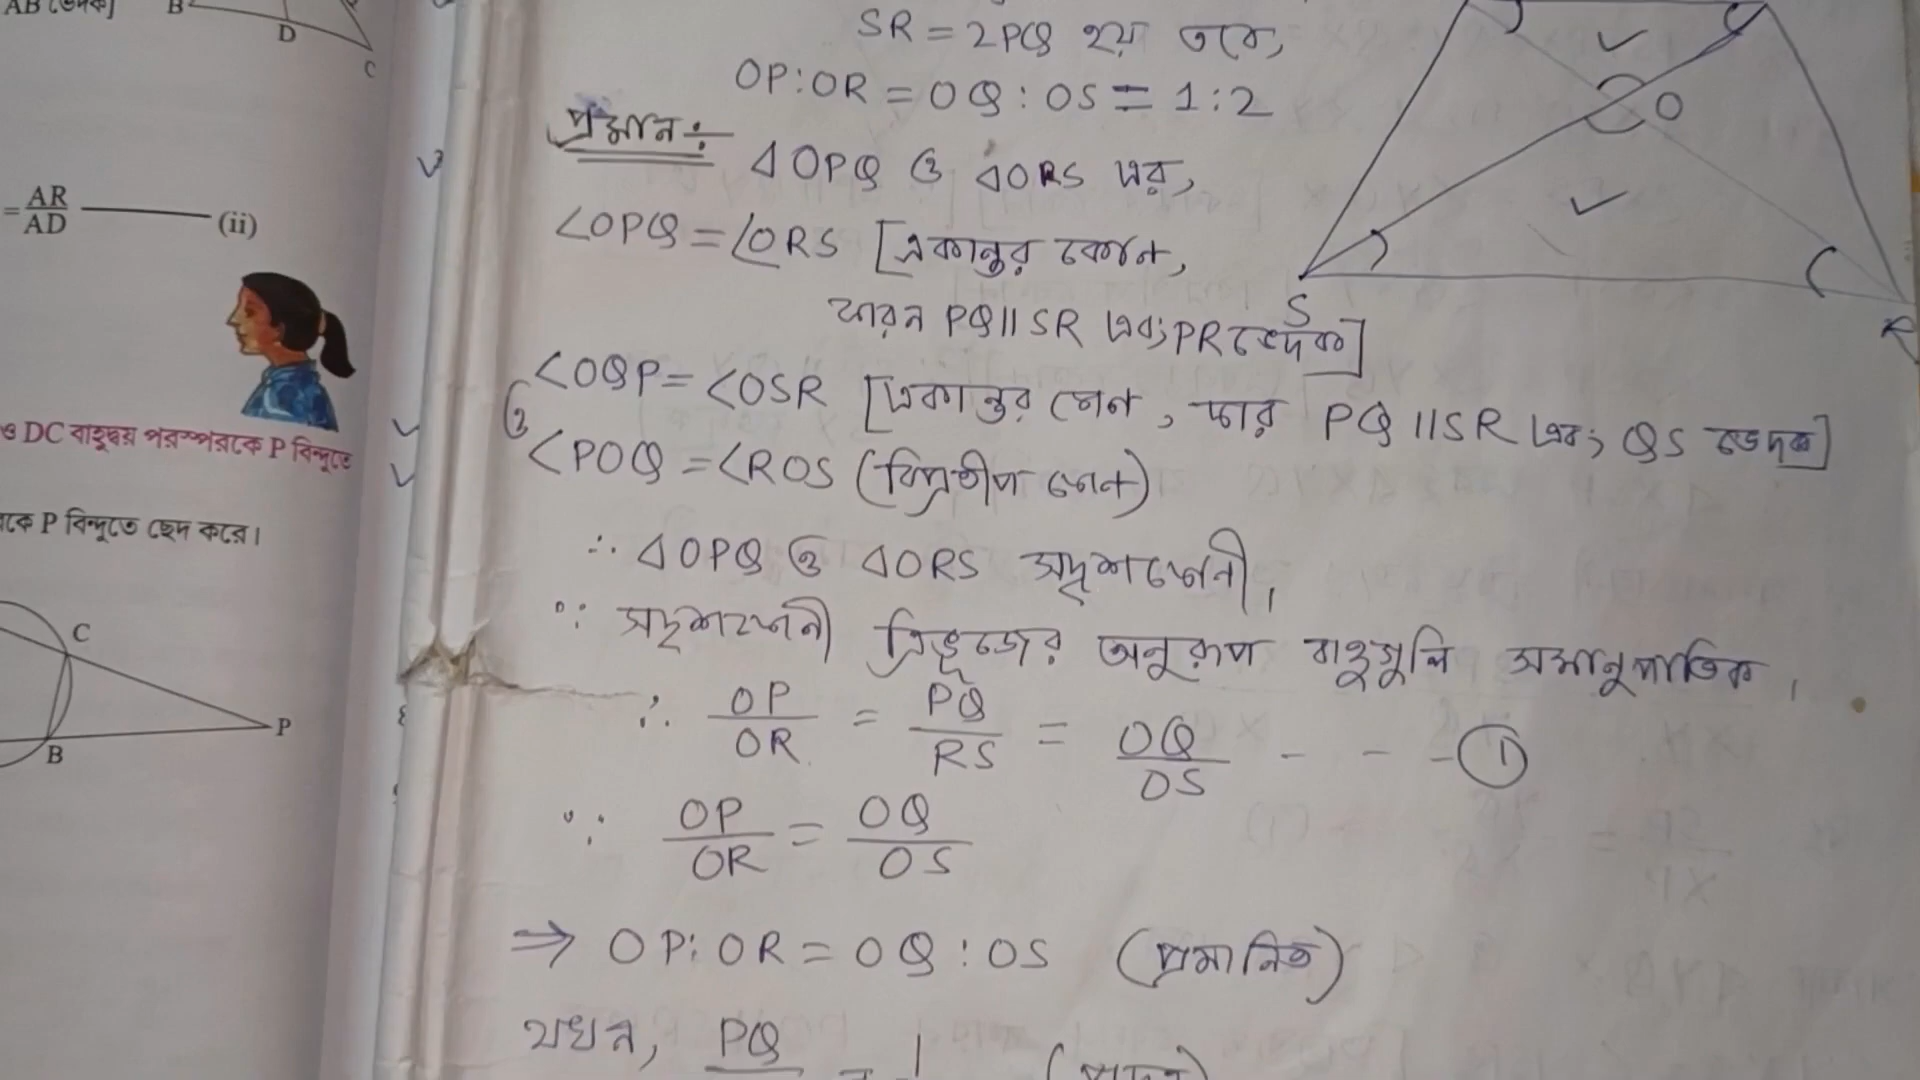 AB [ভেদক]
B
D
C
= AR/AD ——— (ii)
ও DC বাহুদ্বয় পরস্পরকে P বিন্দুতে
P বিন্দুতে ছেদ করে।
C
P
B
SR = 2PQ হয় তবে,
OP:OR = OQ : OS = 1:2
প্রমান:
ΔOPQ ও ΔORS এর,
∠OPQ = ∠ORS [একান্তর কোন,
কারন PQ || SR এবং PR ভেদক]
∠OQP = ∠OSR [একান্তর কোন, PQ || SR এবং QS ভেদক]
ও ∠POQ = ∠ROS (বিপ্রতীপ কোন)
∴ ΔOPQ ও ΔORS সদৃশকোনী।
∵ সদৃশকোনী ত্রিভূজের অনুরূপ বাহুগুলি সমানুপাতিক।
∴ OP/OR = PQ/RS = OQ/OS - - - ①
∵ OP/OR = OQ/OS
⇒ OP:OR = OQ : OS (প্রমানিত)
যখন, PQ
O
S
R